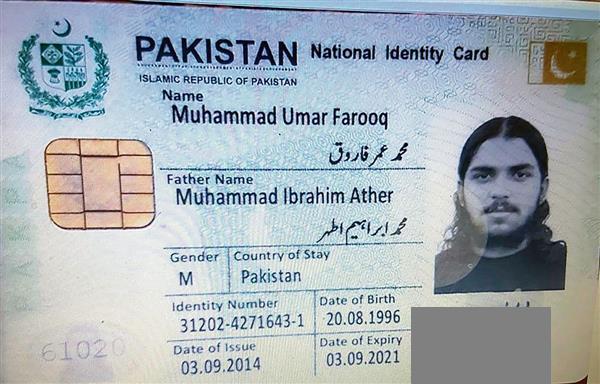 PAKISTAN National Identity Card
ISLAMIC REPUBLIC OF PAKISTAN
Name
Muhammad Umar Farooq
محمد عمر فاروق
Father Name
Muhammad Ibrahim Ather
محمد ابراہیم اطہر
Gender Country of Stay
M Pakistan
Identity Number Date of Birth
31202-4271643-1 20.08.1996
Date of Issue Date of Expiry
03.09.2014 03.09.2021
61020